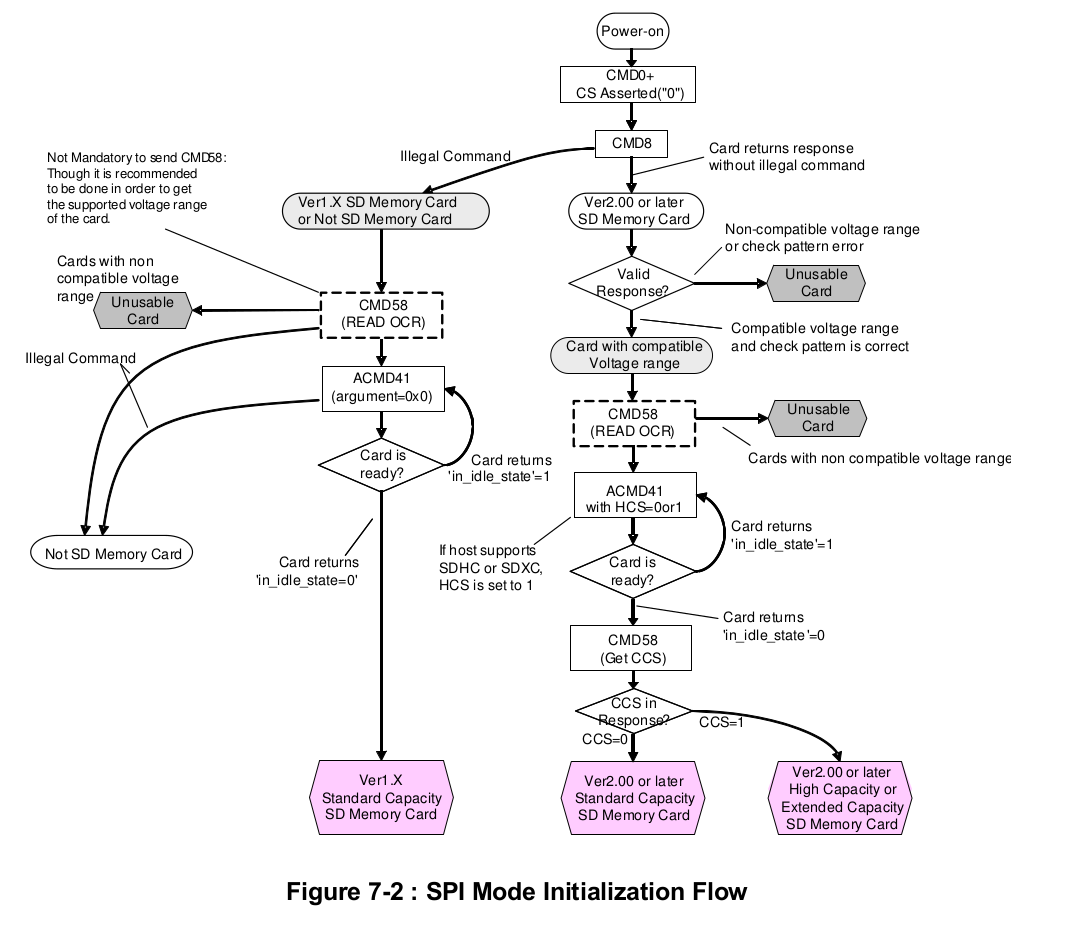 Power-on
CMD0+
CS Asserted("0")
CMD8
Illegal Command
Card returns response
without illegal command
Not Mandatory to send CMD58:
Though it is recommended
to be done in order to get
the supported voltage range
of the card.
Ver1.X SD Memory Card
or Not SD Memory Card
Ver2.00 or later
SD Memory Card
Non-compatible voltage range
or check pattern error
Cards with non
compatible voltage
range
Unusable
Card
CMD58
(READ OCR)
Valid
Response?
Unusable
Card
Compatible voltage range
and check pattern is correct
Illegal Command
Card with compatible
Voltage range
ACMD41
(argument=0x0)
CMD58
(READ OCR)
Unusable
Card
Card is
ready?
Card returns
'in_idle_state'=1
Cards with non compatible voltage range
ACMD41
with HCS=0or1
Card returns
'in_idle_state'=1
Not SD Memory Card
Card returns
'in_idle_state=0'
If host supports
SDHC or SDXC,
HCS is set to 1
Card is
ready?
Card returns
'in_idle_state'=0
CMD58
(Get CCS)
CCS in
Response?
CCS=1
CCS=0
Ver1.X
Standard Capacity
SD Memory Card
Ver2.00 or later
Standard Capacity
SD Memory Card
Ver2.00 or later
High Capacity or
Extended Capacity
SD Memory Card
Figure 7-2 : SPI Mode Initialization Flow